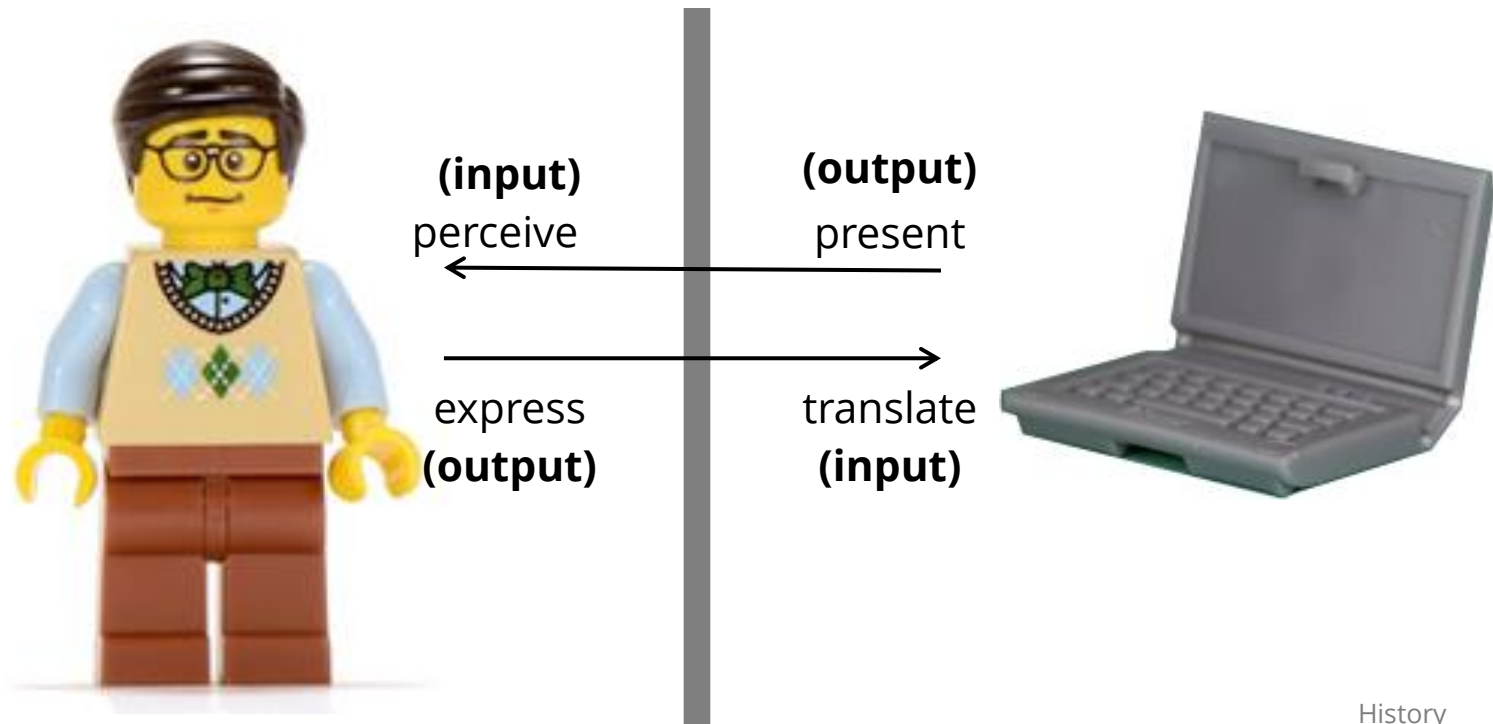 (input)
perceive
(output)
present
express
(output)
translate
(input)
History